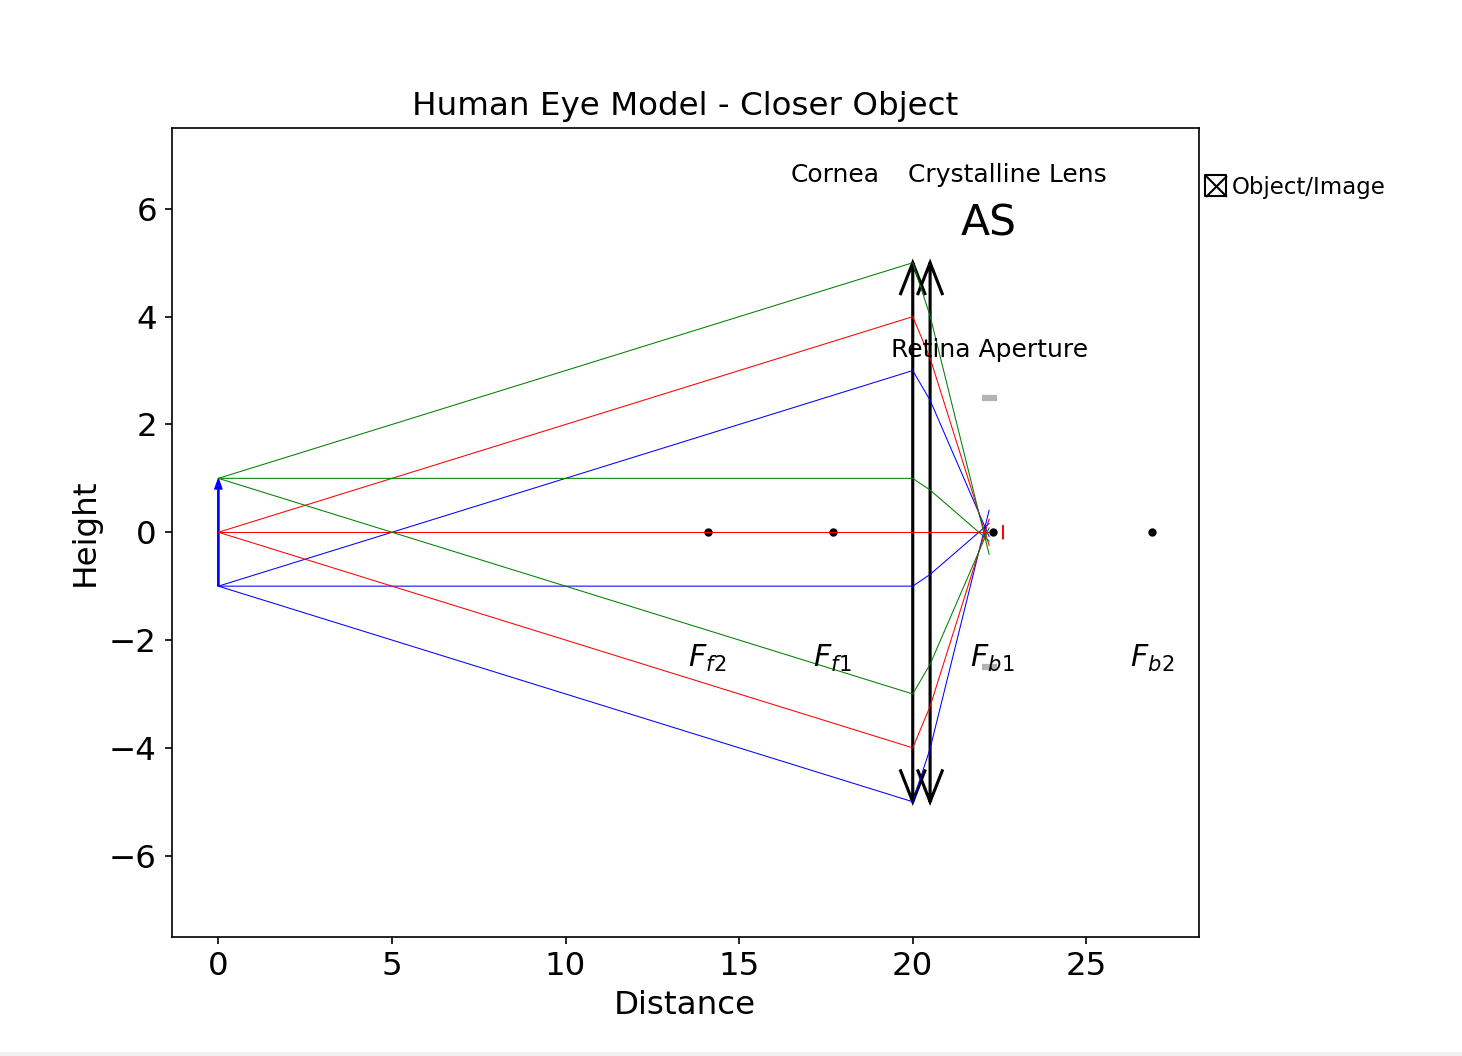 Human Eye Model - Closer Object
Cornea
Crystalline Lens
Object/Image
AS
Retina Aperture
6
4
2
0
−2
−4
−6
Height
F_{f2}
F_{f1}
F_{b1}
F_{b2}
0
5
10
15
20
25
Distance